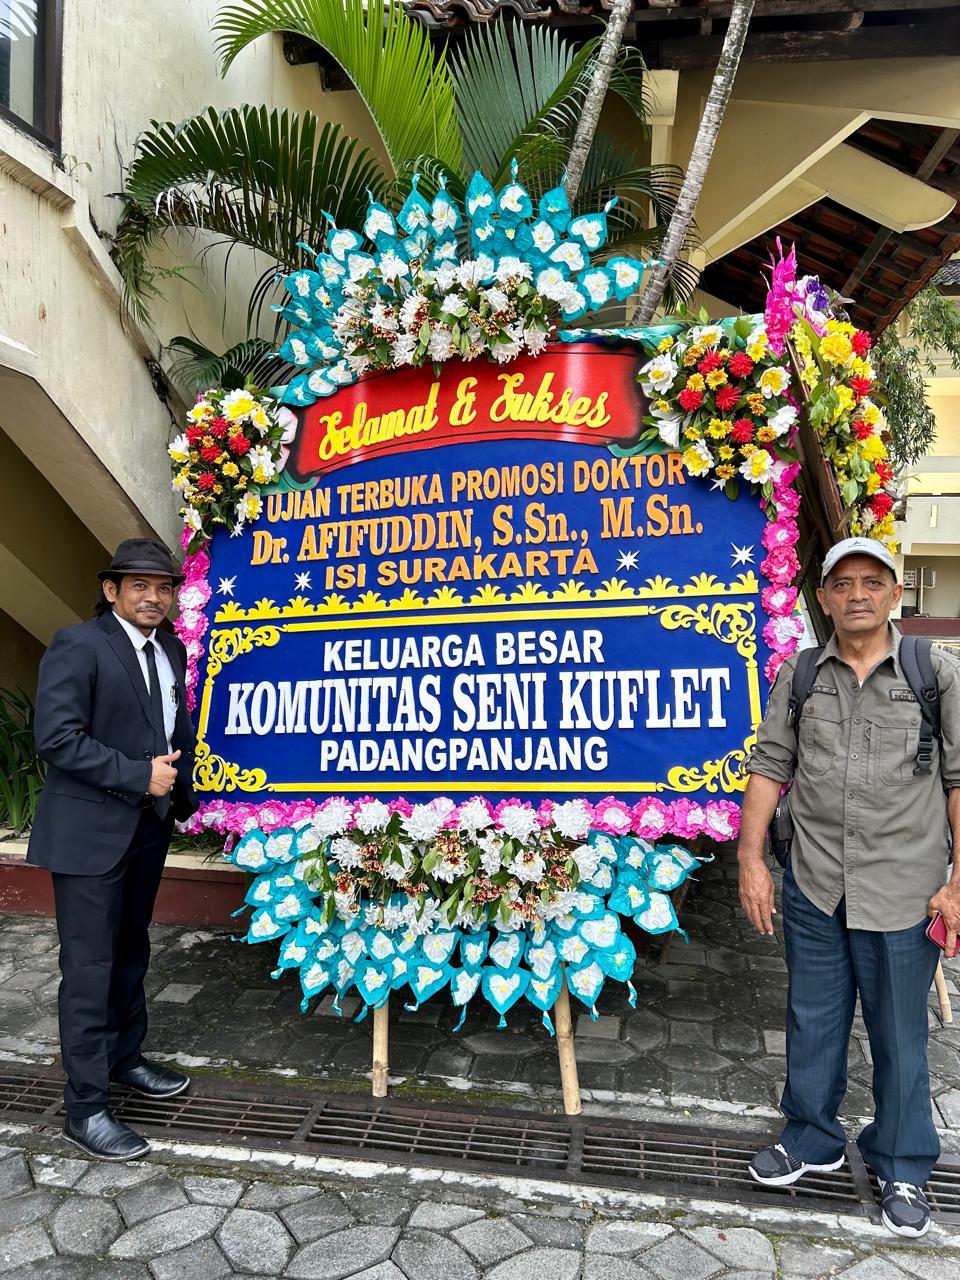 Selamat & Sukses
UJIAN TERBUKA PROMOSI DOKTOR
Dr. AFIFUDDIN, S.Sn., M.Sn.
ISI SURAKARTA
KELUARGA BESAR
KOMUNITAS SENI KUFLET
PADANGPANJANG